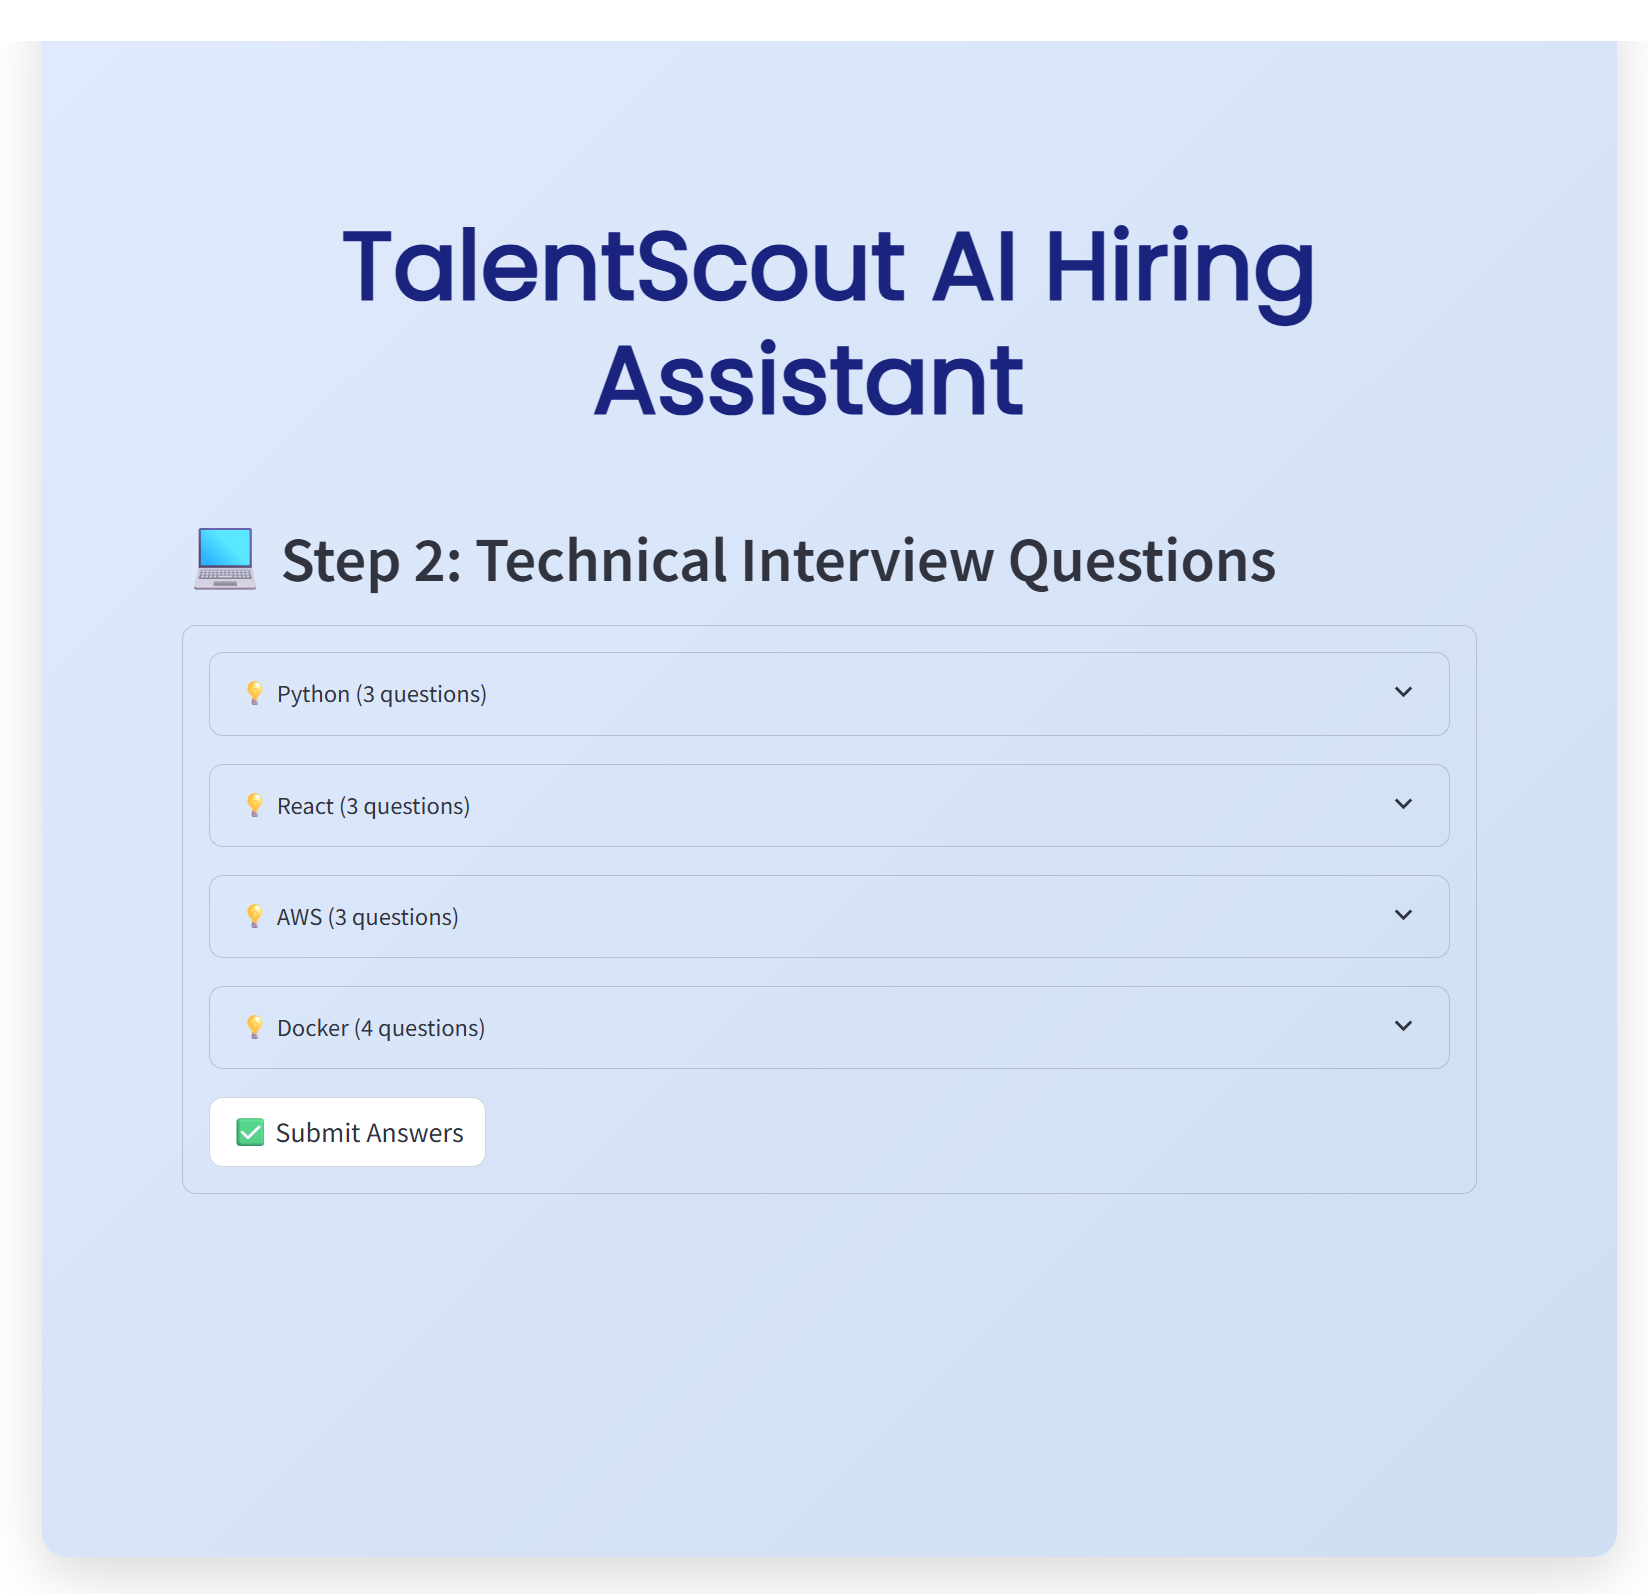 TalentScout AI Hiring
Assistant
💻 Step 2: Technical Interview Questions
💡 Python (3 questions)
💡 React (3 questions)
💡 AWS (3 questions)
💡 Docker (4 questions)
✅ Submit Answers